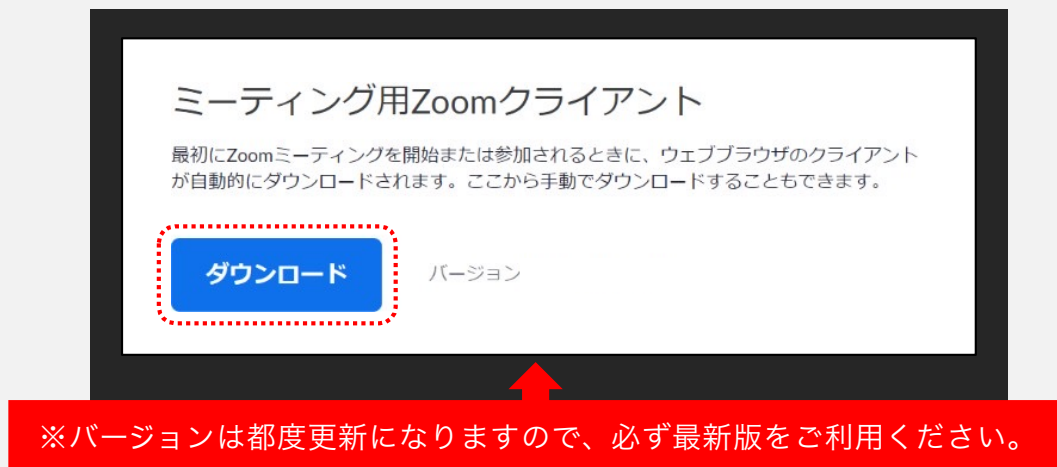 ミーティング用Zoomクライアント
最初にZoomミーティングを開始または参加されるときに、ウェブブラウザのクライアント
が自動的にダウンロードされます。ここから手動でダウンロードすることもできます。
ダウンロード
バージョン
※バージョンは都度更新になりますので、必ず最新版をご利用ください。